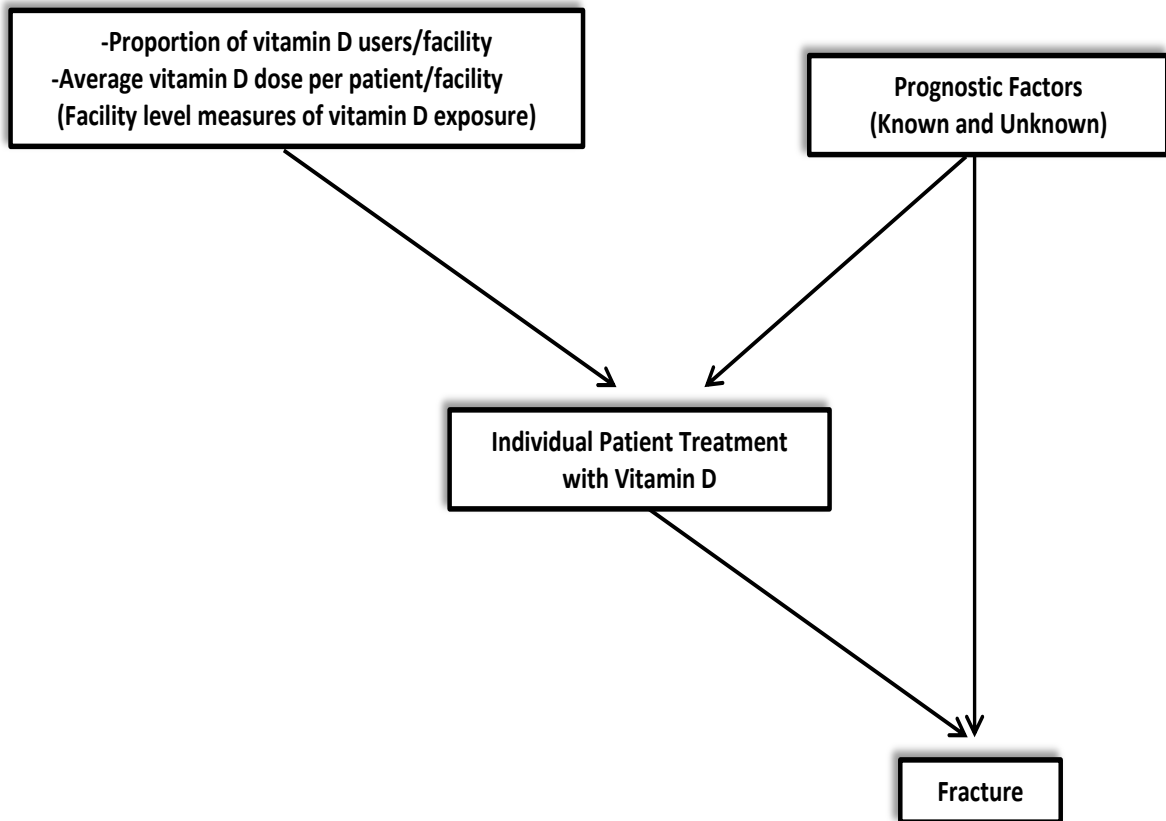 -Proportion of vitamin D users/facility
-Average vitamin D dose per patient/facility
(Facility level measures of vitamin D exposure)
Prognostic Factors
(Known and Unknown)
Individual Patient Treatment
with Vitamin D
Fracture